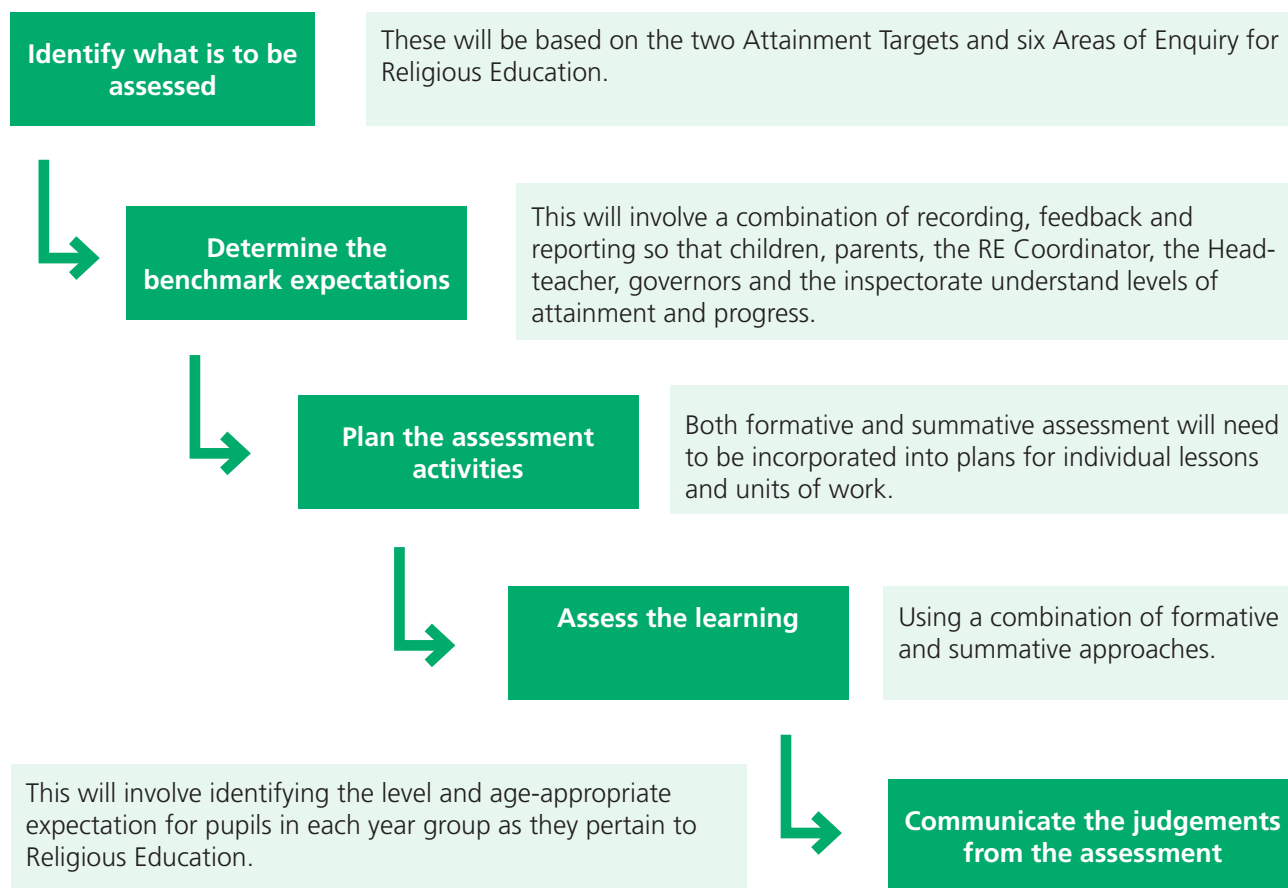 Identify what is to be
assessed
These will be based on the two Attainment Targets and six Areas of Enquiry for
Religious Education.
Determine the
benchmark expectations
This will involve a combination of recording, feedback and
reporting so that children, parents, the RE Coordinator, the Head-
teacher, governors and the inspectorate understand levels of
attainment and progress.
Plan the assessment
activities
Both formative and summative assessment will need
to be incorporated into plans for individual lessons
and units of work.
Assess the learning
Using a combination of formative
and summative approaches.
This will involve identifying the level and age-appropriate
expectation for pupils in each year group as they pertain to
Religious Education.
Communicate the judgements
from the assessment